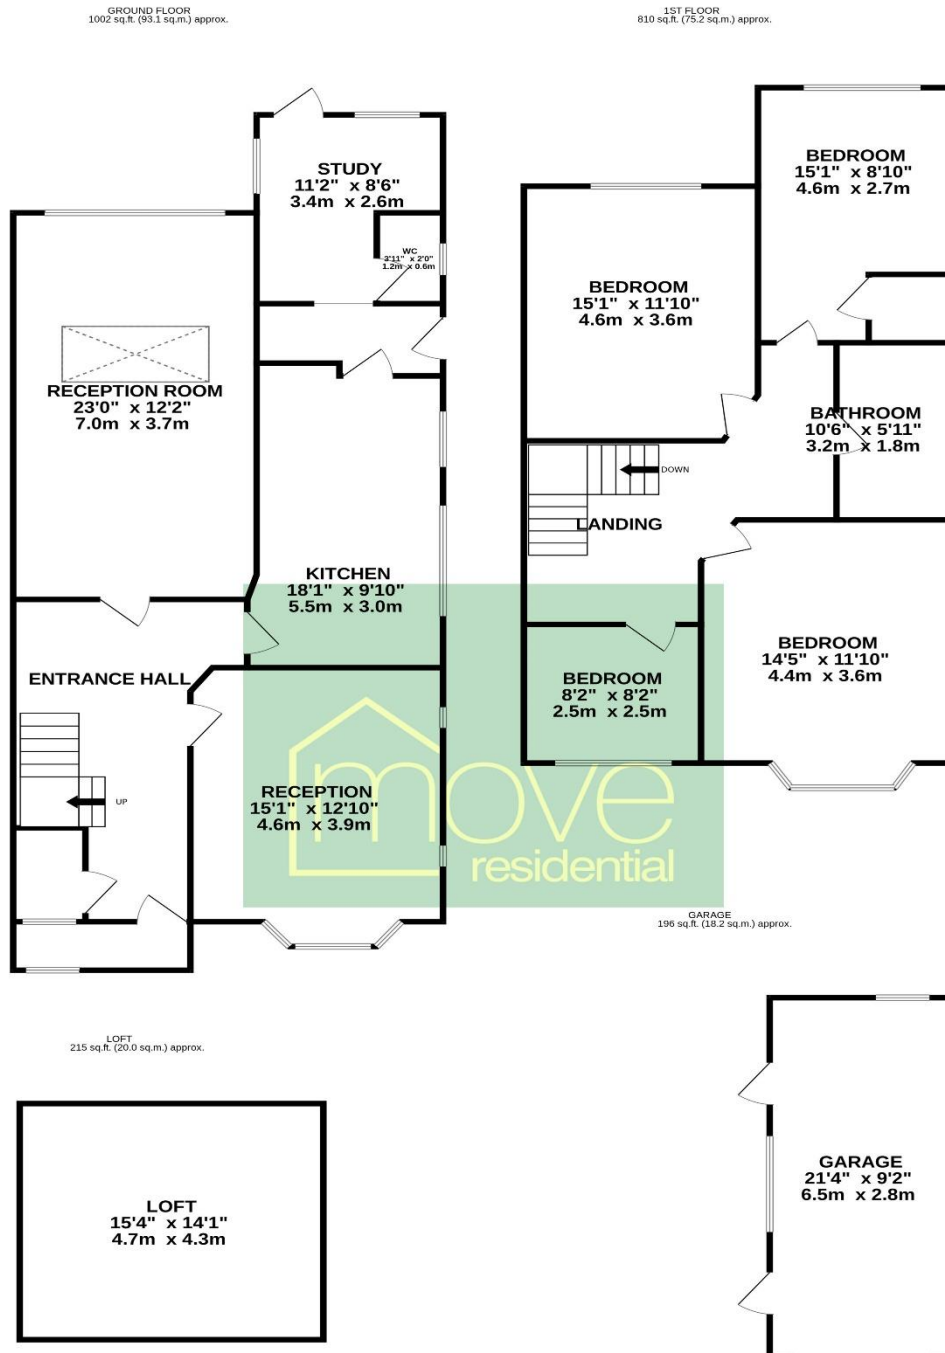 GROUND FLOOR
1002 sq.ft. (93.1 sq.m.) approx.
1ST FLOOR
810 sq.ft. (75.2 sq.m.) approx.
STUDY
11'2" x 8'6"
3.4m x 2.6m
WC
3'11" x 2'0"
1.2m x 0.6m
RECEPTION ROOM
23'0" x 12'2"
7.0m x 3.7m
KITCHEN
18'1" x 9'10"
5.5m x 3.0m
ENTRANCE HALL
UP
RECEPTION
15'1" x 12'10"
4.6m x 3.9m
BEDROOM
15'1" x 8'10"
4.6m x 2.7m
BEDROOM
15'1" x 11'10"
4.6m x 3.6m
BATHROOM
10'6" x 5'11"
3.2m x 1.8m
DOWN
LANDING
BEDROOM
14'5" x 11'10"
4.4m x 3.6m
BEDROOM
8'2" x 8'2"
2.5m x 2.5m
move
residential
GARAGE
196 sq.ft. (18.2 sq.m.) approx.
LOFT
215 sq.ft. (20.0 sq.m.) approx.
LOFT
15'4" x 14'1"
4.7m x 4.3m
GARAGE
21'4" x 9'2"
6.5m x 2.8m